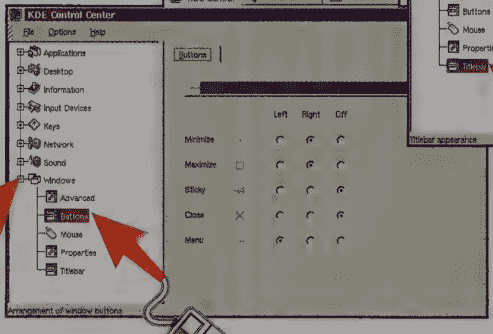 KDE Control Center
File Options Help
Applications
Desktop
Information
Input Devices
Keys
Network
Sound
Windows
Advanced
Buttons
Mouse
Properties
Titlebar
Arrangement of window buttons
Buttons
Left Right Off
Minimize
Maximize
Sticky
Close
Menu
Buttons
Mouse
Properti
Titlebar
Titlebar appearance